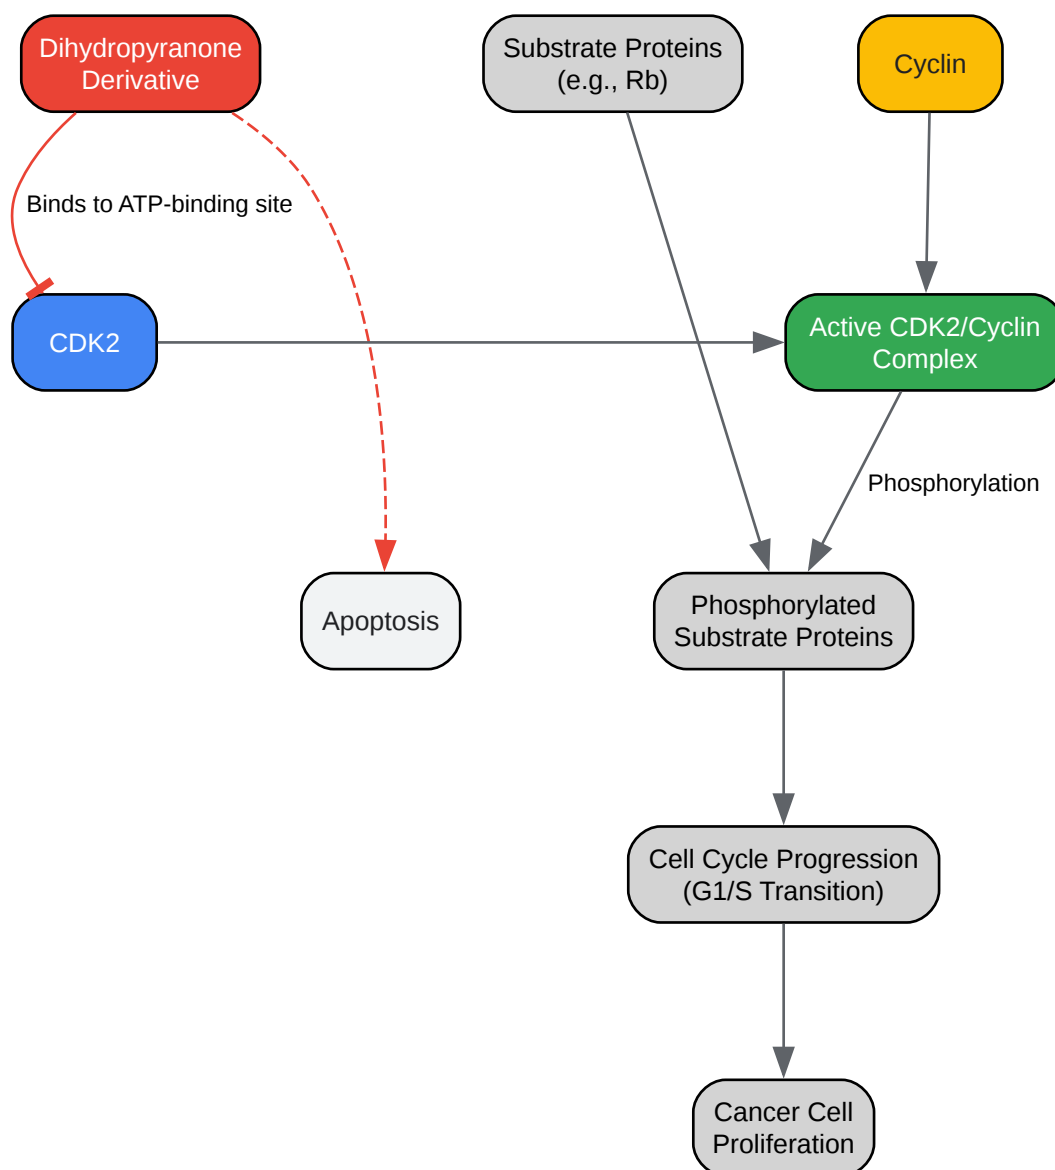 Dihydropyranone
Derivative
Substrate Proteins
(e.g., Rb)
Cyclin
Binds to ATP-binding site
CDK2
Active CDK2/Cyclin
Complex
Phosphorylation
Apoptosis
Phosphorylated
Substrate Proteins
Cell Cycle Progression
(G1/S Transition)
Cancer Cell
Proliferation